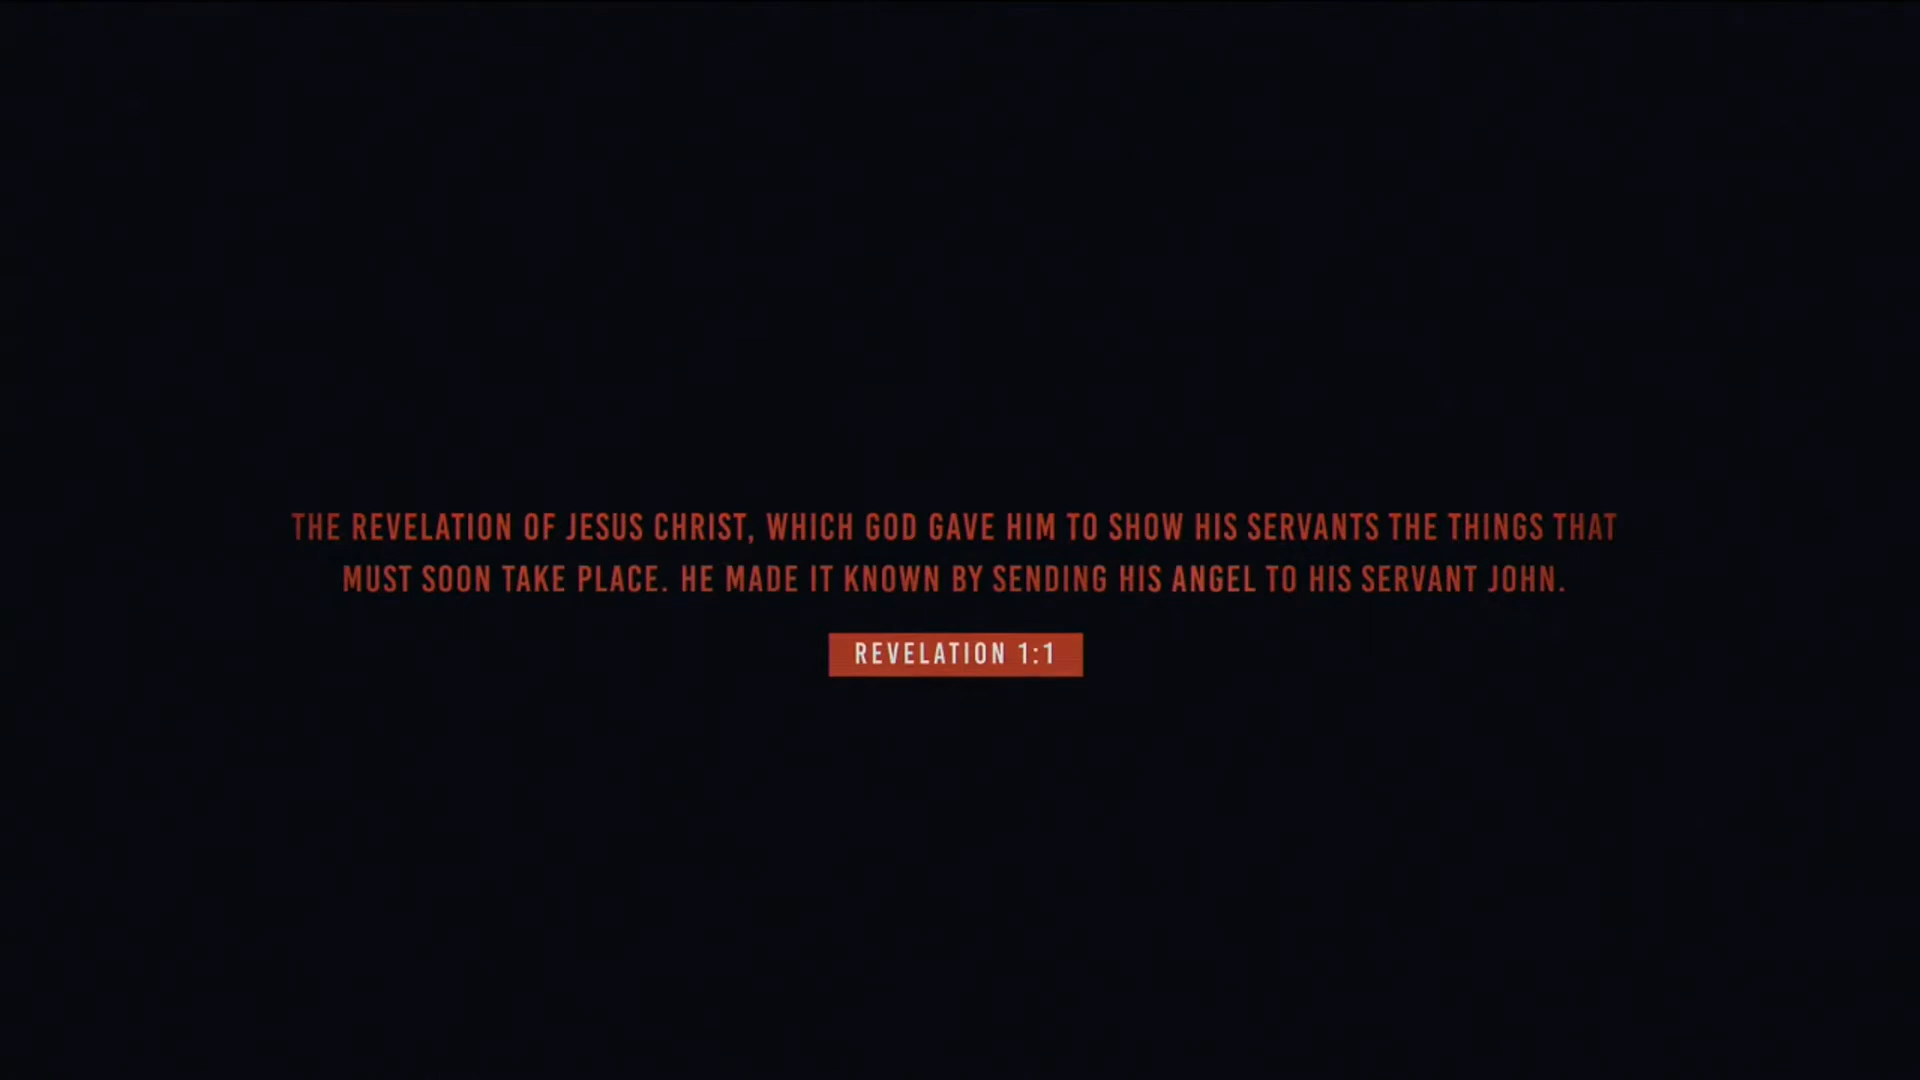 THE REVELATION OF JESUS CHRIST, WHICH GOD GAVE HIM TO SHOW HIS SERVANTS THE THINGS THAT
MUST SOON TAKE PLACE. HE MADE IT KNOWN BY SENDING HIS ANGEL TO HIS SERVANT JOHN.
REVELATION 1:1